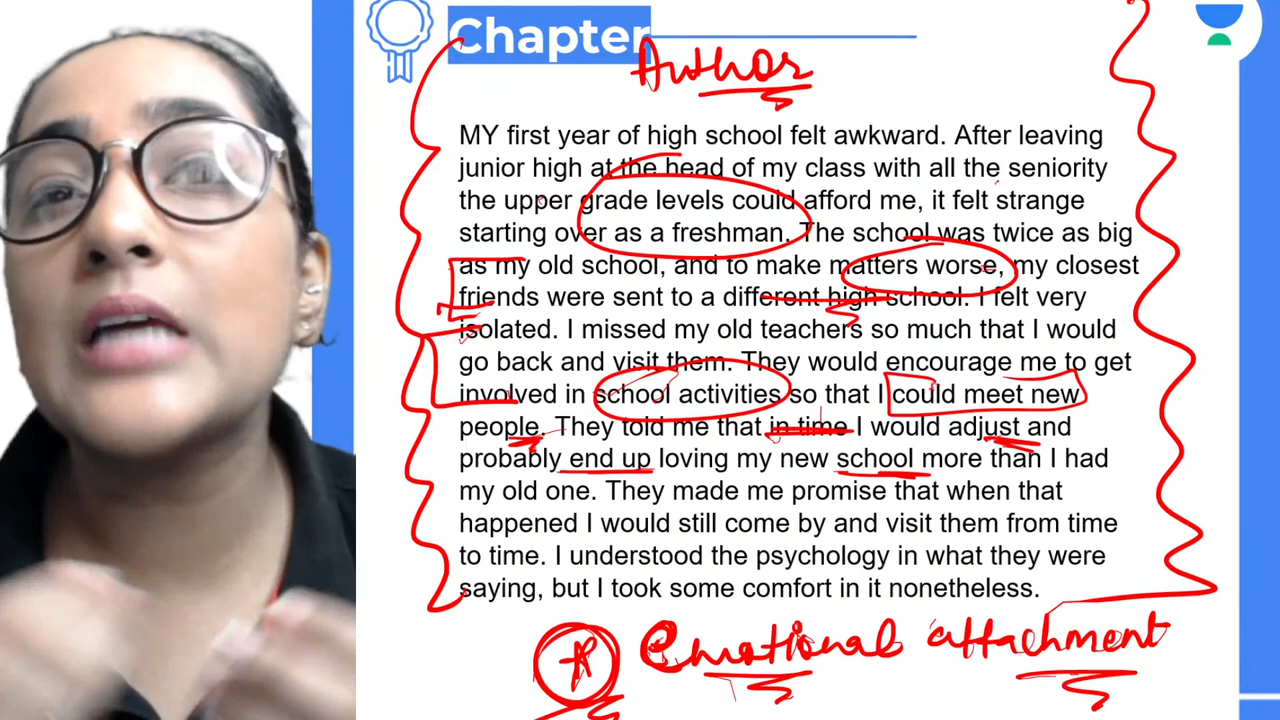 Chapter
Author
MY first year of high school felt awkward. After leaving
junior high at the head of my class with all the seniority
the upper grade levels could afford me, it felt strange
starting over as a freshman. The school was twice as big
as my old school, and to make matters worse, my closest
friends were sent to a different high school. I felt very
isolated. I missed my old teachers so much that I would
go back and visit them. They would encourage me to get
involved in school activities so that I could meet new
people. They told me that in time I would adjust and
probably end up loving my new school more than I had
my old one. They made me promise that when that
happened I would still come by and visit them from time
to time. I understood the psychology in what they were
saying, but I took some comfort in it nonetheless.
Emotional attachment